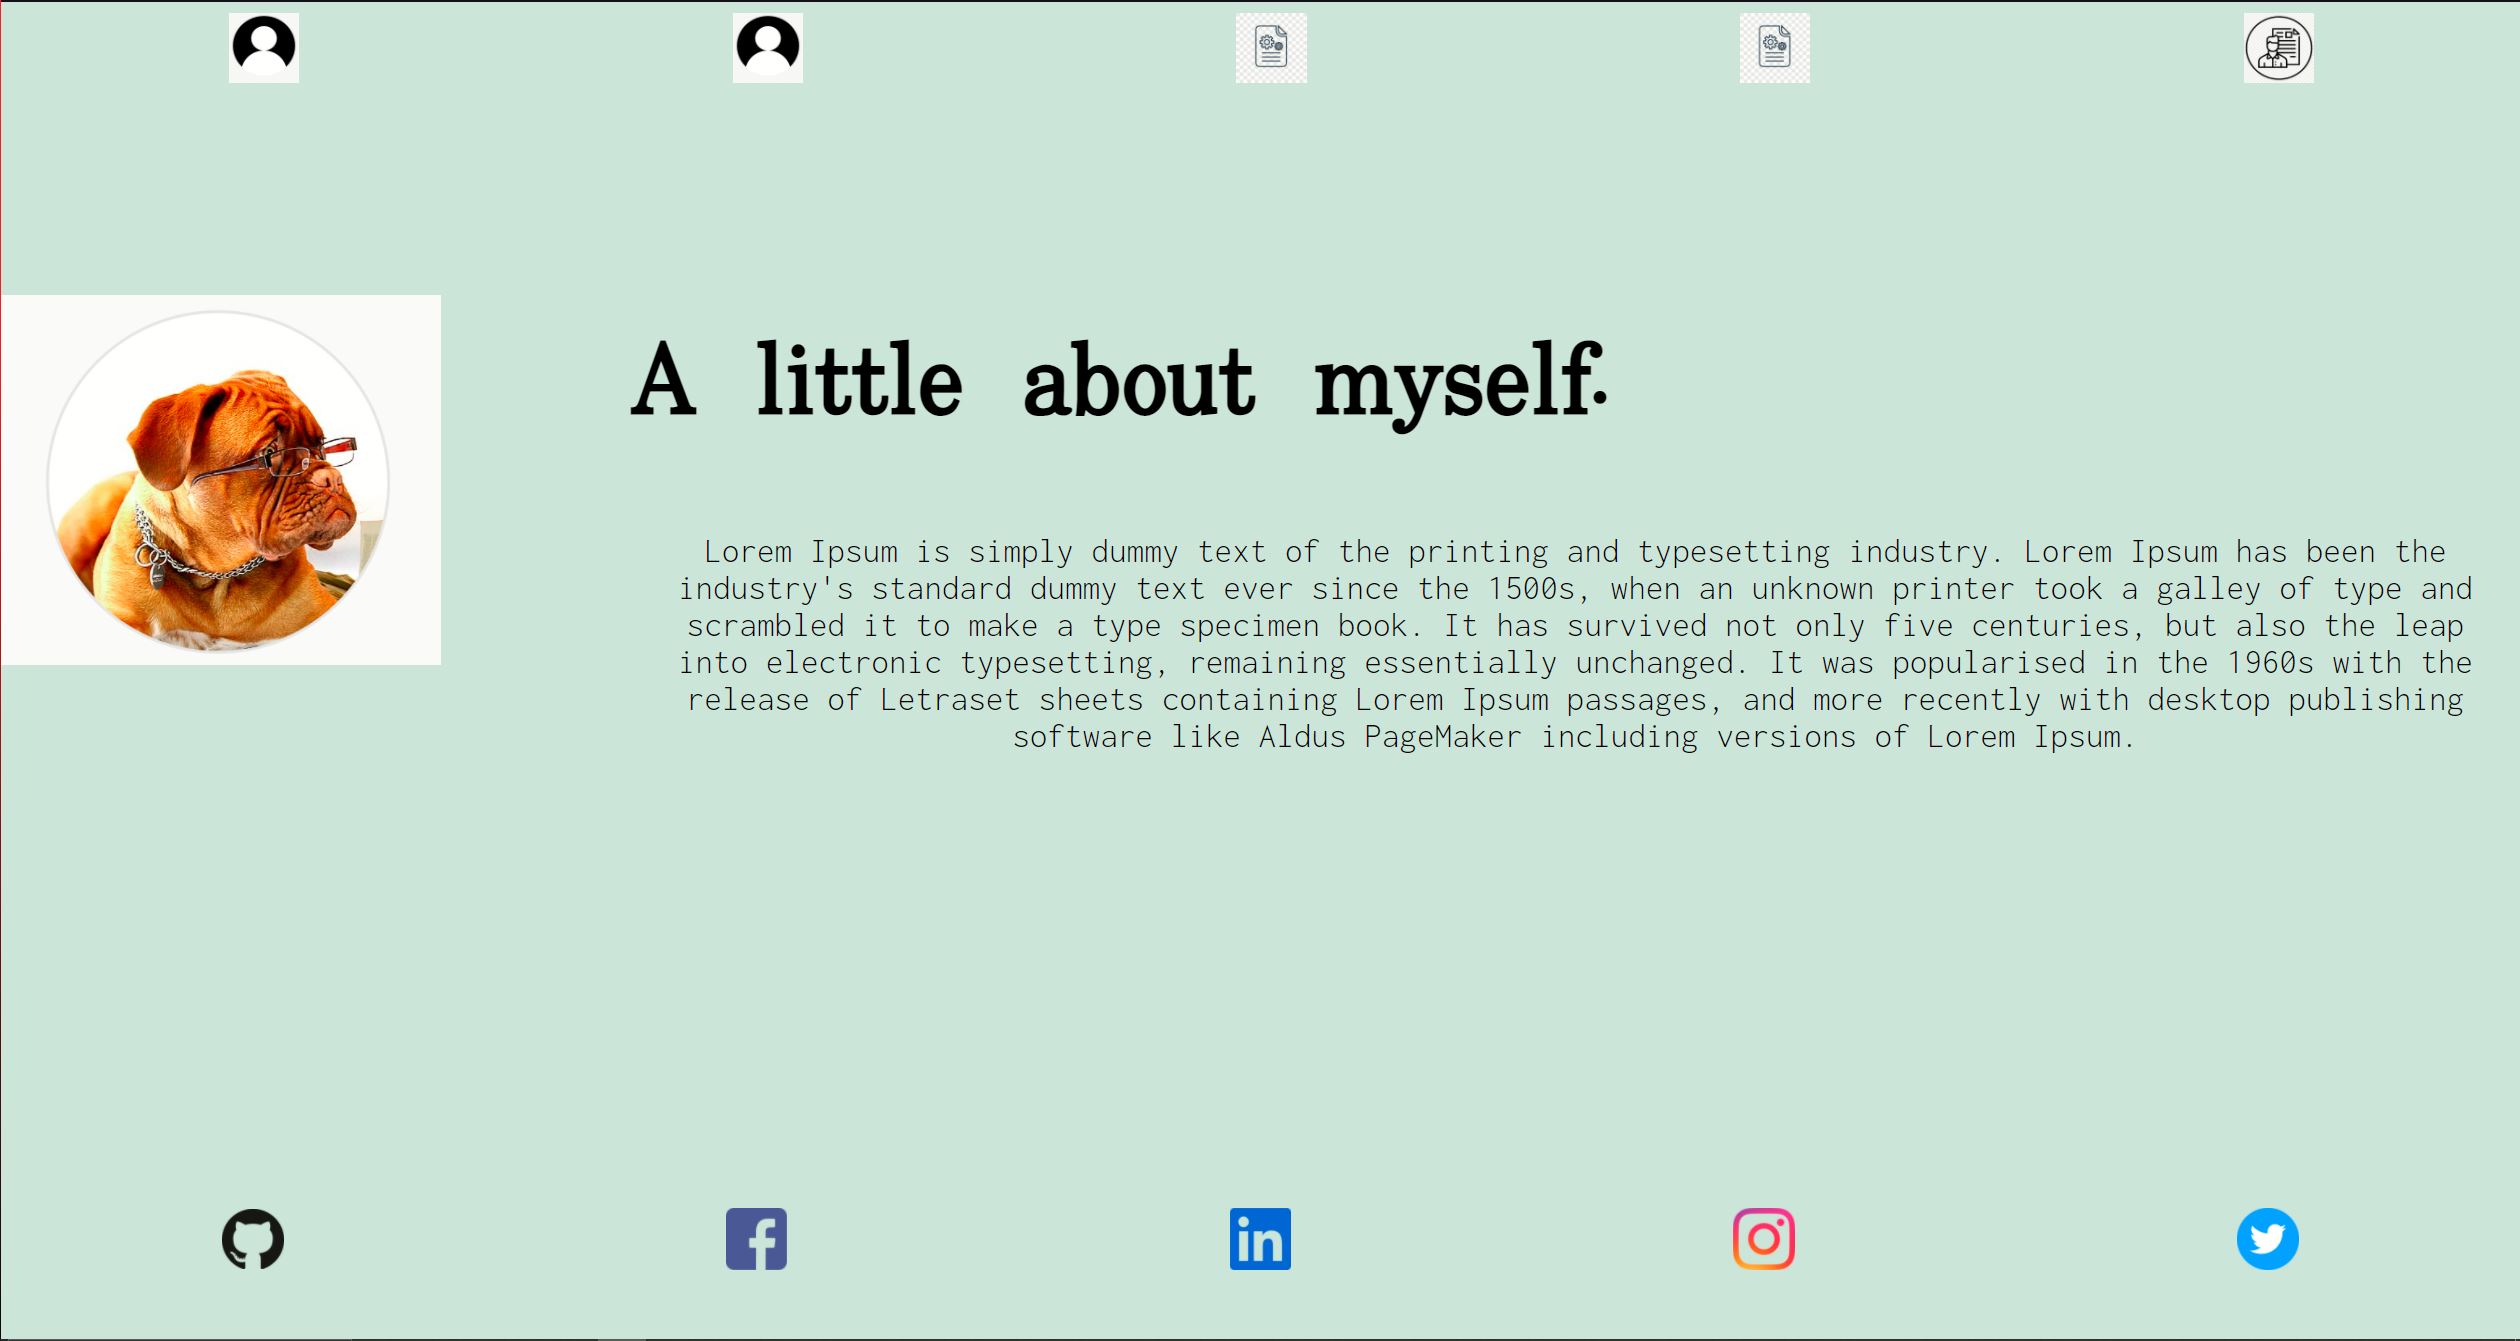 A little about myself.
Lorem Ipsum is simply dummy text of the printing and typesetting industry. Lorem Ipsum has been the
industry's standard dummy text ever since the 1500s, when an unknown printer took a galley of type and
scrambled it to make a type specimen book. It has survived not only five centuries, but also the leap
into electronic typesetting, remaining essentially unchanged. It was popularised in the 1960s with the
release of Letraset sheets containing Lorem Ipsum passages, and more recently with desktop publishing
software like Aldus PageMaker including versions of Lorem Ipsum.
in